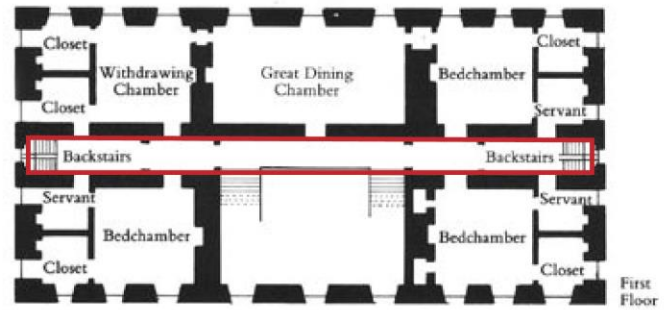 Closet
Closet
Withdrawing
Chamber
Great Dining
Chamber
Bedchamber
Closet
Servant
Backstairs
Backstairs
Servant
Bedchamber
Closet
Bedchamber
Servant
Closet
First
Floor